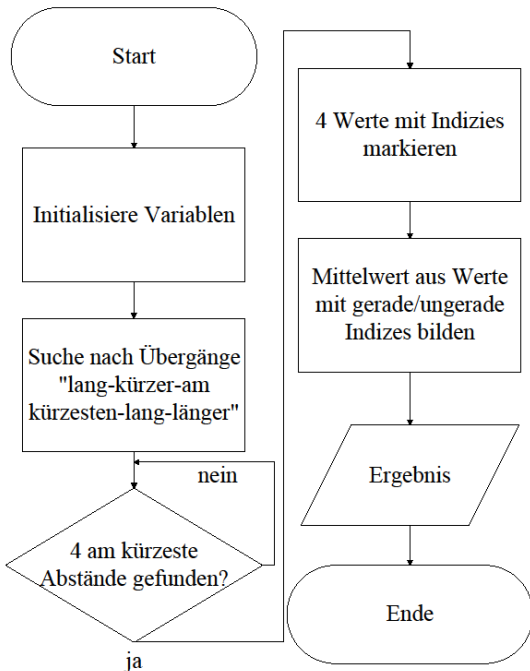 Start
Initialisiere Variablen
Suche nach Übergänge
"lang-kürzer-am
kürzesten-lang-länger"
nein
4 am kürzeste
Abstände gefunden?
ja
4 Werte mit Indizies
markieren
Mittelwert aus Werte
mit gerade/ungerade
Indizes bilden
Ergebnis
Ende